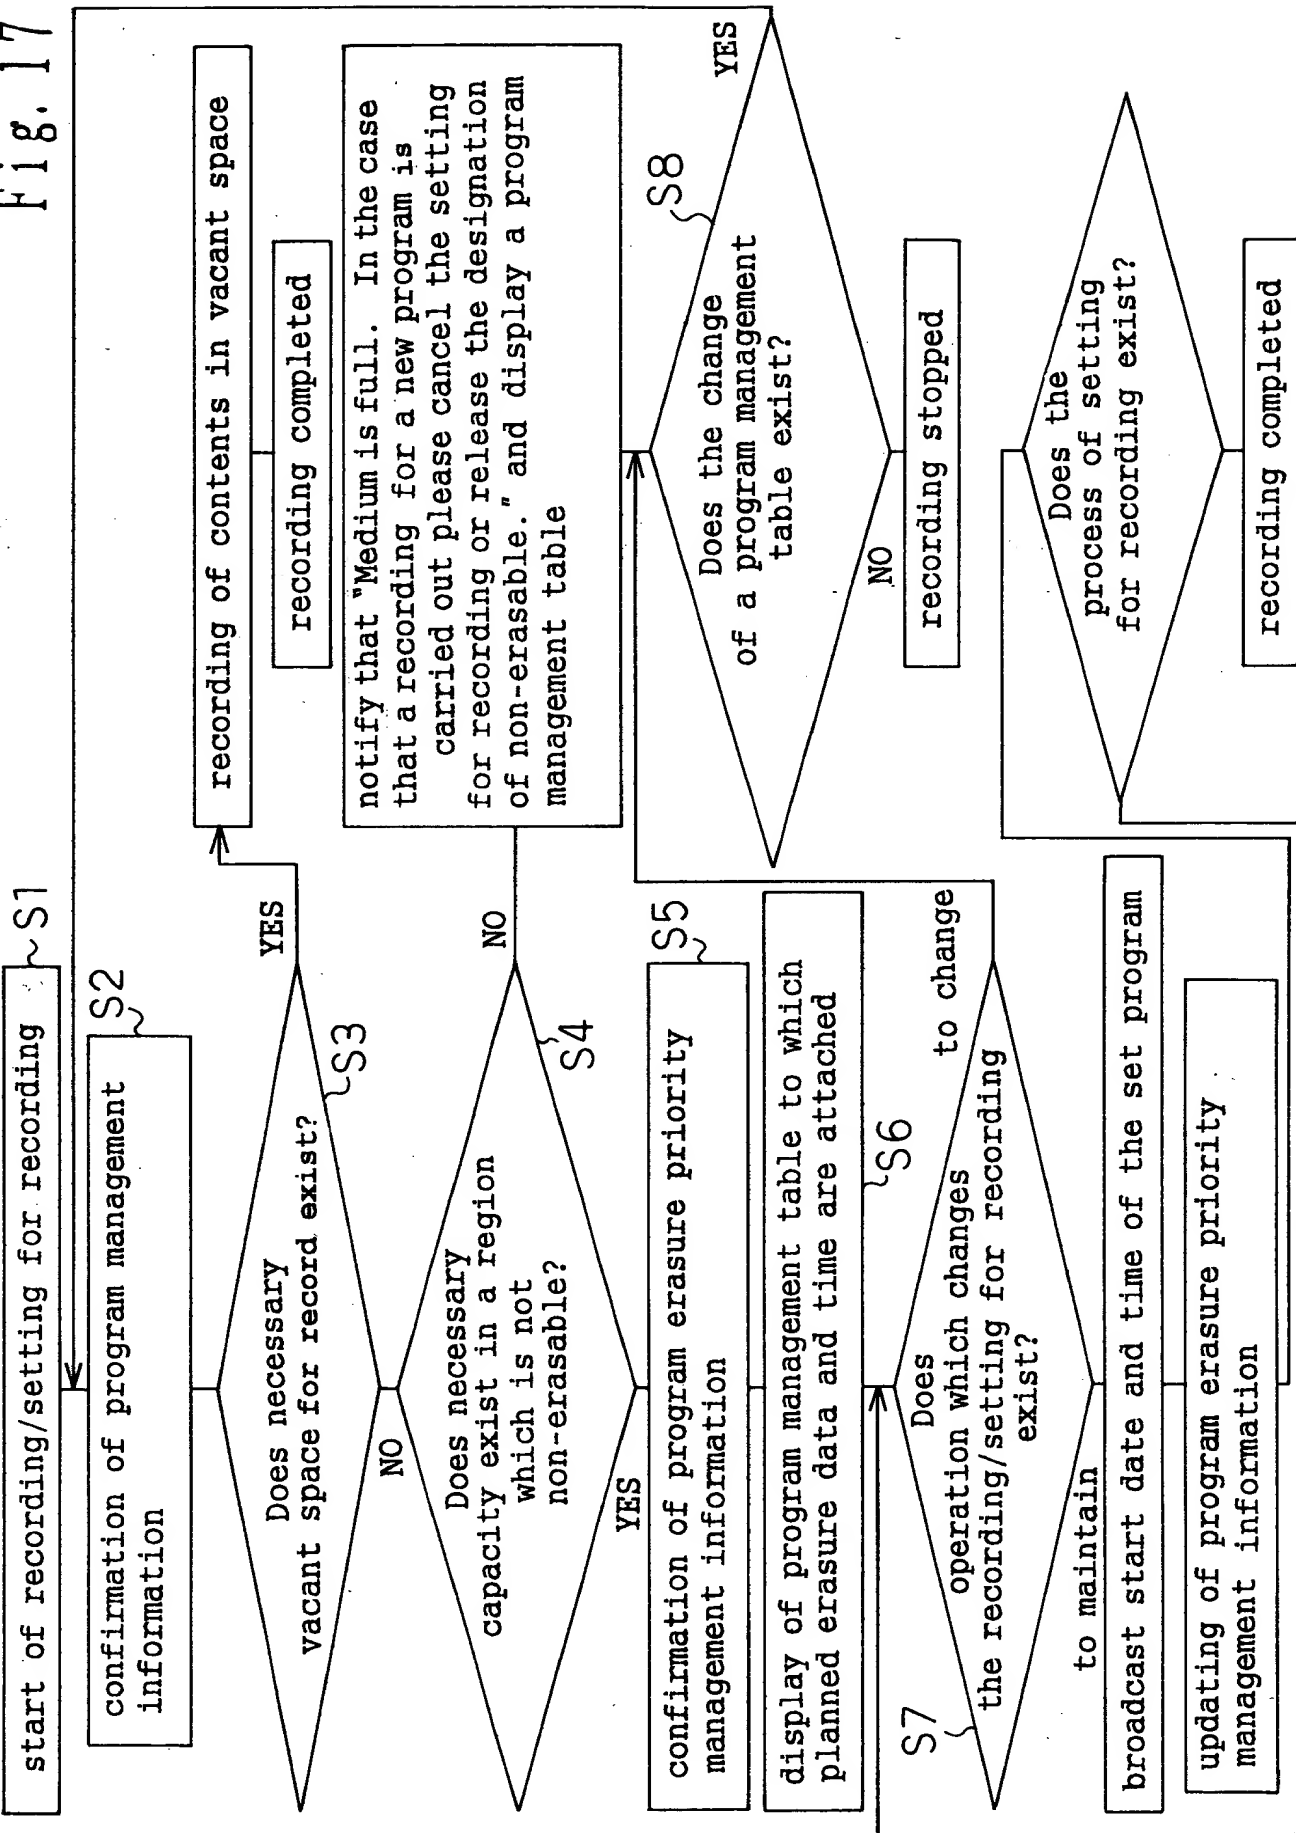 Fig. 17
start of recording/setting for recording
S1
confirmation of program management
information
S2
Does necessary
vacant space for record exist?
S3
YES
NO
recording of contents in vacant space
recording completed
Does necessary
capacity exist in a region
which is not
non-erasable?
S4
NO
YES
notify that "Medium is full. In the case
that a recording for a new program is
carried out please cancel the setting
for recording or release the designation
of non-erasable." and display a program
management table
confirmation of program erasure priority
management information
S5
display of program management table to which
planned erasure data and time are attached
S6
Does
operation which changes
the recording/setting for recording
exist?
S7
to change
to maintain
Does the change
of a program management
table exist?
S8
YES
NO
recording stopped
broadcast start date and time of the set program
updating of program erasure priority
management information
Does the
process of setting
for recording exist?
recording completed